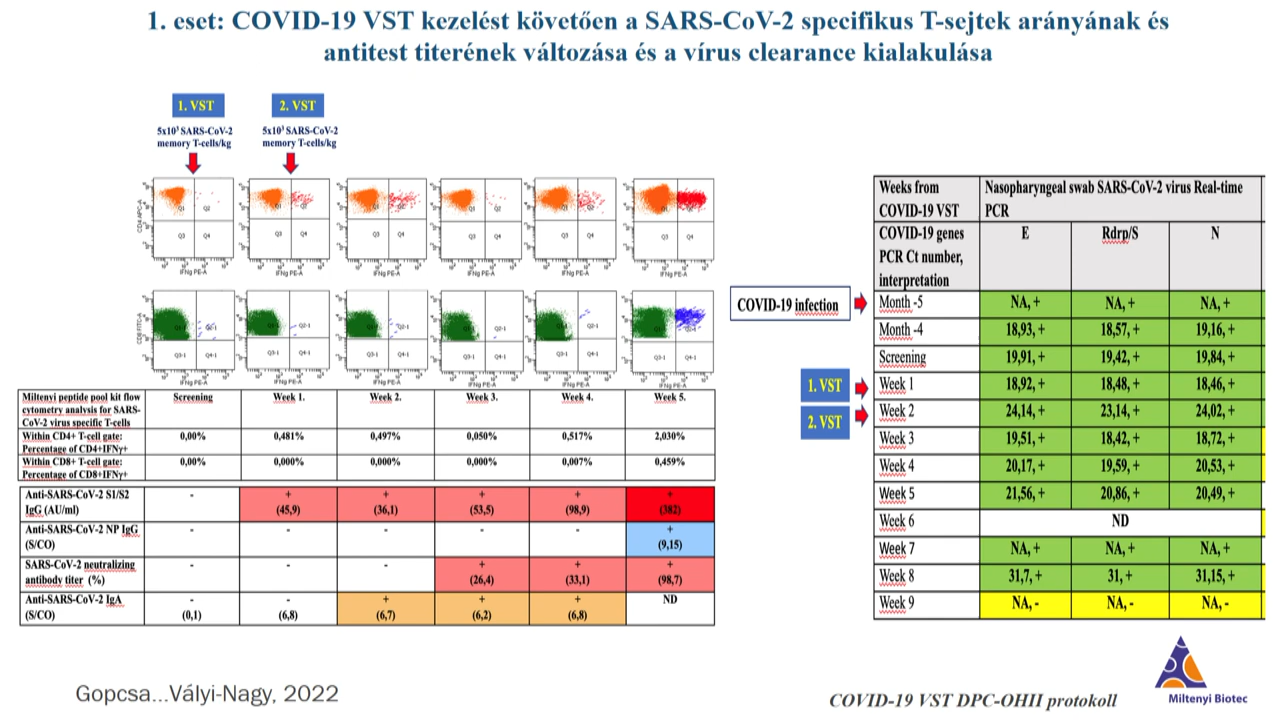 1. eset: COVID-19 VST kezelést követően a SARS-CoV-2 specifikus T-sejtek arányának és
antitest titerének változása és a vírus clearance kialakulása
1. VST
2. VST
5x10³ SARS-CoV-2
memory T-cells/kg
5x10³ SARS-CoV-2
memory T-cells/kg
Miltenyi peptide pool kit flow
cytometry analysis for SARS-
CoV-2 virus specific T-cells
Screening
Week 1.
Week 2.
Week 3.
Week 4.
Week 5.
Within CD4+ T-cell gate:
Percentage of CD4+IFNγ+
0,00%
0,481%
0,497%
0,050%
0,517%
2,030%
Within CD8+ T-cell gate:
Percentage of CD8+IFNγ+
0,00%
0,000%
0,000%
0,000%
0,007%
0,459%
Anti-SARS-CoV-2 S1/S2
IgG (AU/ml)
-
+
(45,9)
+
(36,1)
+
(53,5)
+
(98,9)
+
(382)
Anti-SARS-CoV-2 NP IgG
(S/CO)
-
-
-
-
-
+
(9,15)
SARS-CoV-2 neutralizing
antibody titer (%)
-
-
-
+
(26,4)
+
(33,1)
+
(98,7)
Anti-SARS-CoV-2 IgA
(S/CO)
-
(0,1)
-
(6,8)
+
(6,7)
+
(6,2)
+
(6,8)
ND
COVID-19 infection
1. VST
2. VST
Weeks from
COVID-19 VST
Nasopharyngeal swab SARS-CoV-2 virus Real-time
PCR
COVID-19 genes
PCR Ct number,
interpretation
E
Rdrp/S
N
Month -5 NA, + NA, + NA, +
Month -4 18,93, + 18,57, + 19,16, +
Screening 19,91, + 19,42, + 19,84, +
Week 1 18,92, + 18,48, + 18,46, +
Week 2 24,14, + 23,14, + 24,02, +
Week 3 19,51, + 18,42, + 18,72, +
Week 4 20,17, + 19,59, + 20,53, +
Week 5 21,56, + 20,86, + 20,49, +
Week 6 ND
Week 7 NA, + NA, + NA, +
Week 8 31,7, + 31, + 31,15, +
Week 9 NA, - NA, - NA, -
Gopcsa...Vályi-Nagy, 2022
COVID-19 VST DPC-OHII protokoll
Miltenyi Biotec